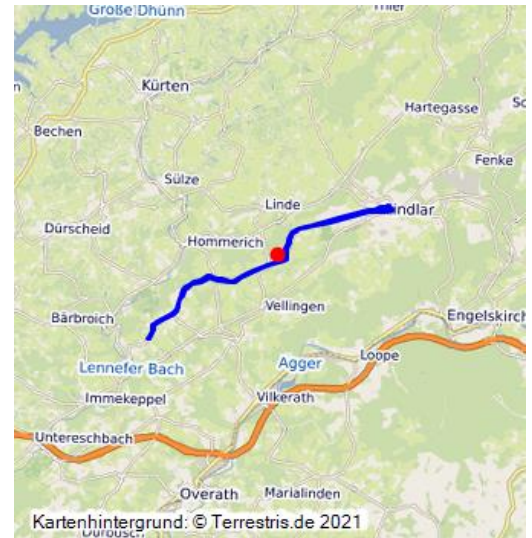 Große Dhünn
Thier
Kürten
Hartegasse
Bechen
Fenke
Sülze
Linde
Dürscheid
Hommerich
Vellingen
Bärbroich
Engelskirch
Loope
Lennefer Bach
Agger
Immekeppel
Vilkerath
Untereschbach
Overath
Marialinden
Kartenhintergrund: © Terrestris.de 2021